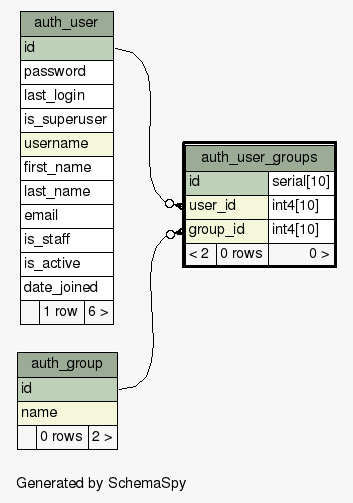 auth_user
id
password
last_login
is_superuser
username
first_name
last_name
email
is_staff
is_active
date_joined
1 row 6 >
auth_user_groups
id serial[10]
user_id int4[10]
group_id int4[10]
< 2 0 rows 0 >
auth_group
id
name
0 rows 2 >
Generated by SchemaSpy